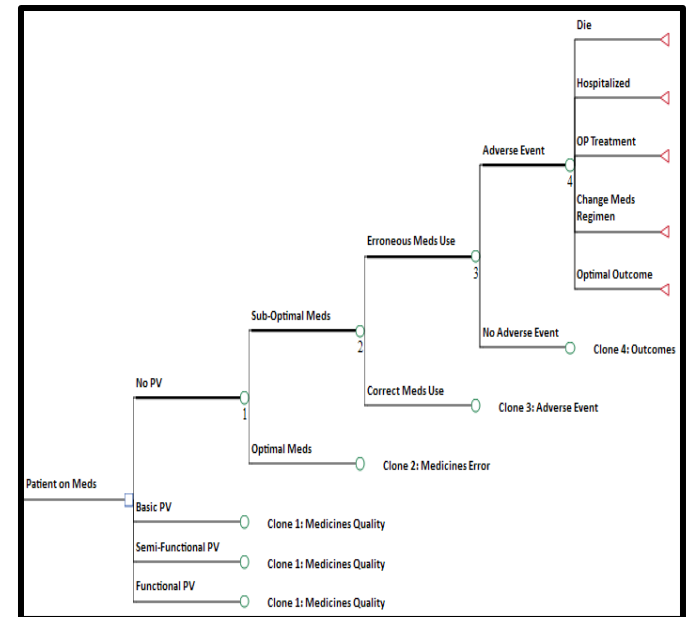 Die
Hospitalized
OP Treatment
Adverse Event
4
Change Meds
Regimen
Erroneous Meds Use
3
Optimal Outcome
Sub-Optimal Meds
2
No Adverse Event
Clone 4: Outcomes
No PV
1
Correct Meds Use
Clone 3: Adverse Event
Optimal Meds
Clone 2: Medicines Error
Patient on Meds
Basic PV
Clone 1: Medicines Quality
Semi-Functional PV
Clone 1: Medicines Quality
Functional PV
Clone 1: Medicines Quality